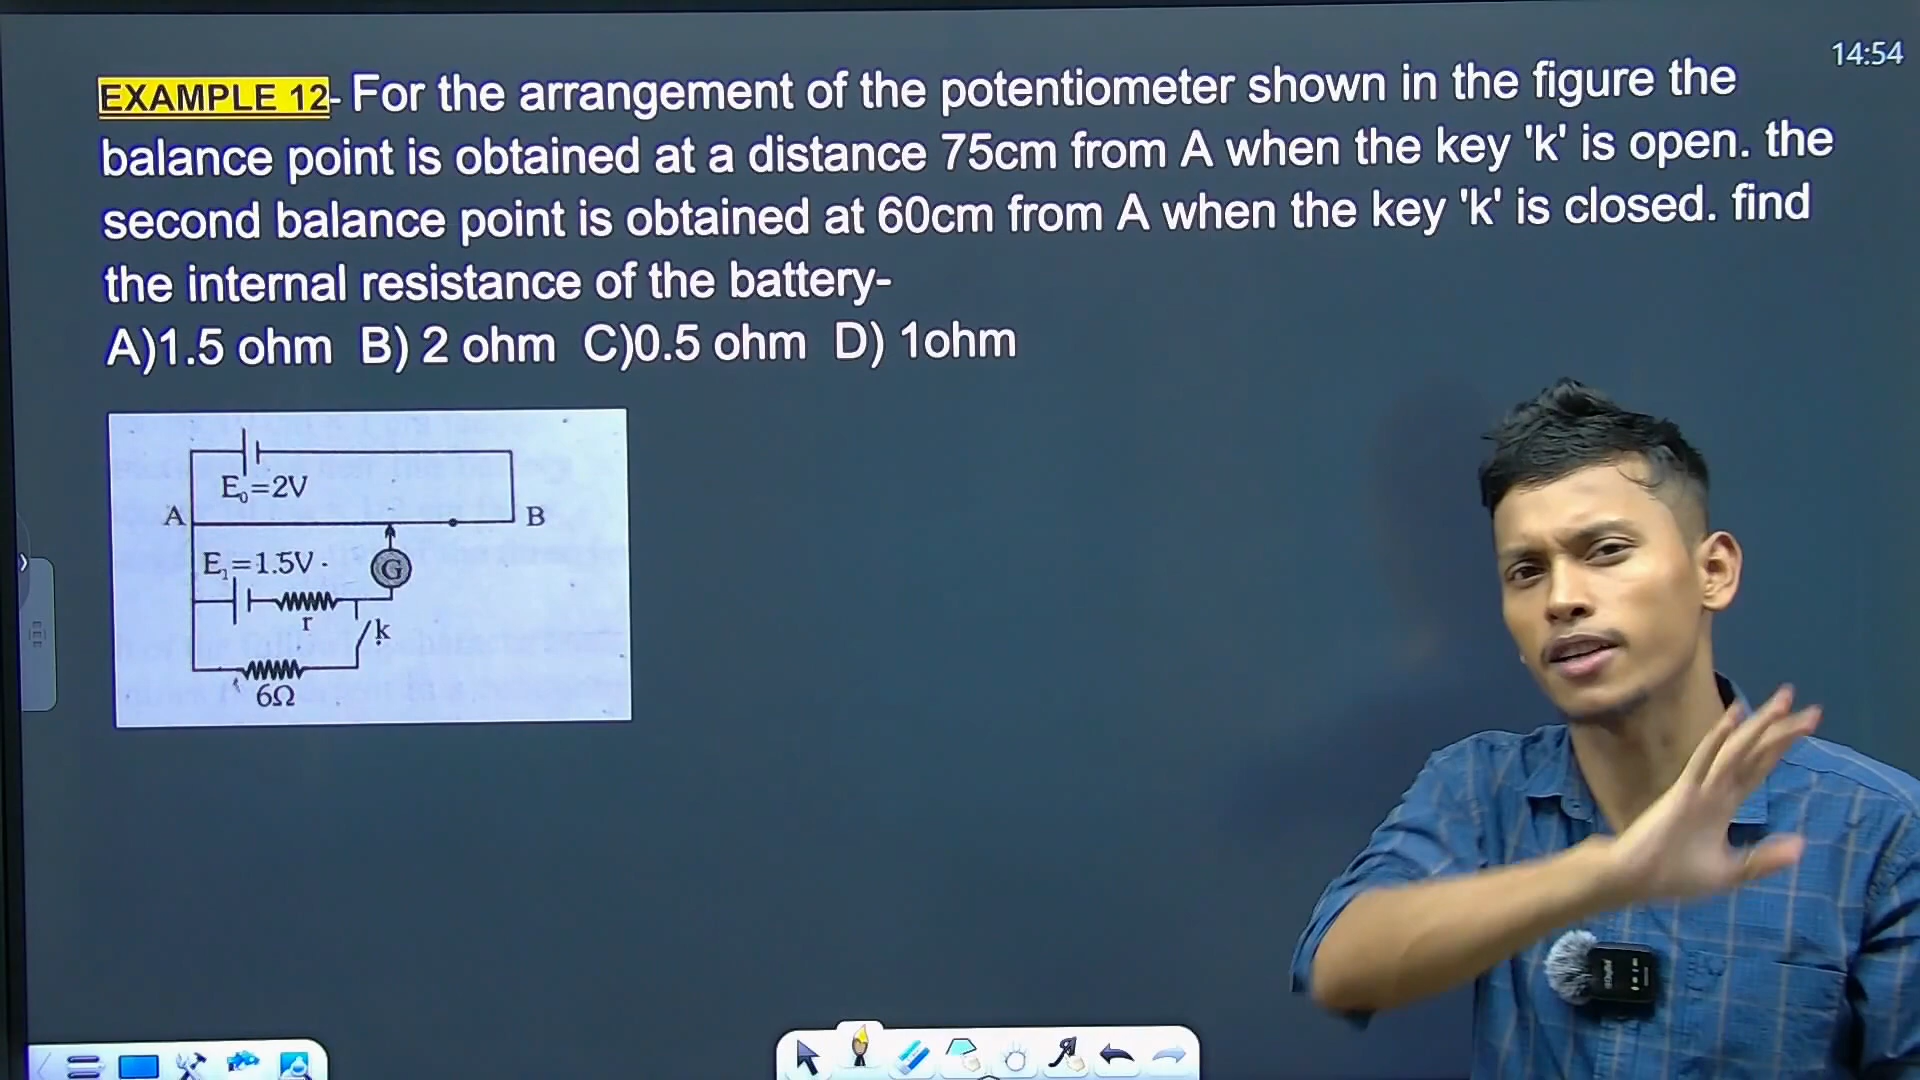 14:54
EXAMPLE 12- For the arrangement of the potentiometer shown in the figure the
balance point is obtained at a distance 75cm from A when the key 'k' is open. the
second balance point is obtained at 60cm from A when the key 'k' is closed. find
the internal resistance of the battery-
A)1.5 ohm B) 2 ohm C)0.5 ohm D) 1ohm
E₀=2V
A
B
E₁=1.5V
G
r
k
6Ω